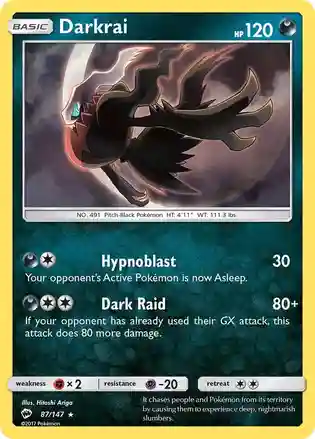 BASIC Darkrai HP 120
NO. 491 Pitch-Black Pokémon HT: 4'11" WT: 111.3 lbs
Hypnoblast 30
Your opponent's Active Pokémon is now Asleep.
Dark Raid 80+
If your opponent has already used their GX attack, this
attack does 80 more damage.
weakness × 2 resistance -20 retreat
Illus. Hitoshi Ariga
87/147 ★
©2017 Pokémon
It chases people and Pokémon from its territory
by causing them to experience deep, nightmarish
slumbers.